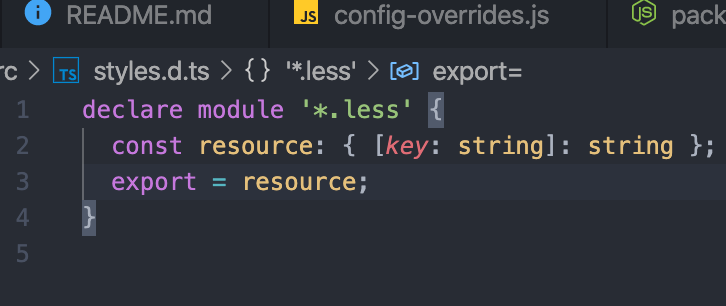 README.md JS config-overrides.js JS pack
rc > TS styles.d.ts > {} '*.less' > export=
1 declare module '*.less' {
2 const resource: { [key: string]: string };
3 export = resource;
4 }
5